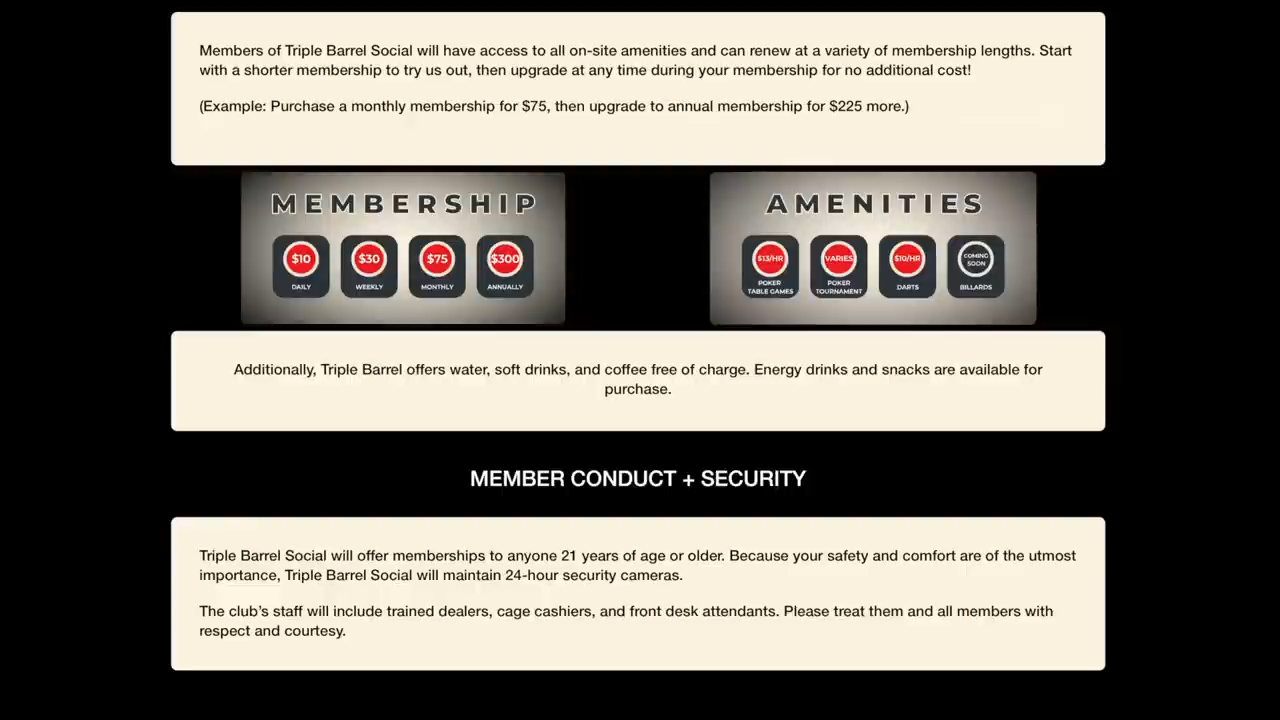 Members of Triple Barrel Social will have access to all on-site amenities and can renew at a variety of membership lengths. Start
with a shorter membership to try us out, then upgrade at any time during your membership for no additional cost!
(Example: Purchase a monthly membership for $75, then upgrade to annual membership for $225 more.)
MEMBERSHIP
$10
$30
$75
$300
DAILY
WEEKLY
MONTHLY
ANNUALLY
AMENITIES
$13/HR
VARIES
$10/HR
COMING
SOON
POKER
TABLE GAMES
POKER
TOURNAMENT
DARTS
BILLARDS
Additionally, Triple Barrel offers water, soft drinks, and coffee free of charge. Energy drinks and snacks are available for
purchase.
MEMBER CONDUCT + SECURITY
Triple Barrel Social will offer memberships to anyone 21 years of age or older. Because your safety and comfort are of the utmost
importance, Triple Barrel Social will maintain 24-hour security cameras.
The club's staff will include trained dealers, cage cashiers, and front desk attendants. Please treat them and all members with
respect and courtesy.